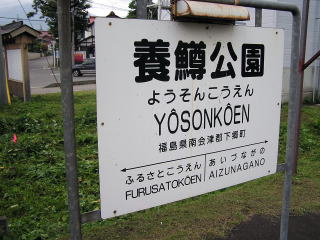 養鱒公園
ようそんこうえん
YÔSONKÔEN
福島県南会津郡下郷町
ふるさとこうえん あいづながの
FURUSATOKÔEN AIZUNAGANO